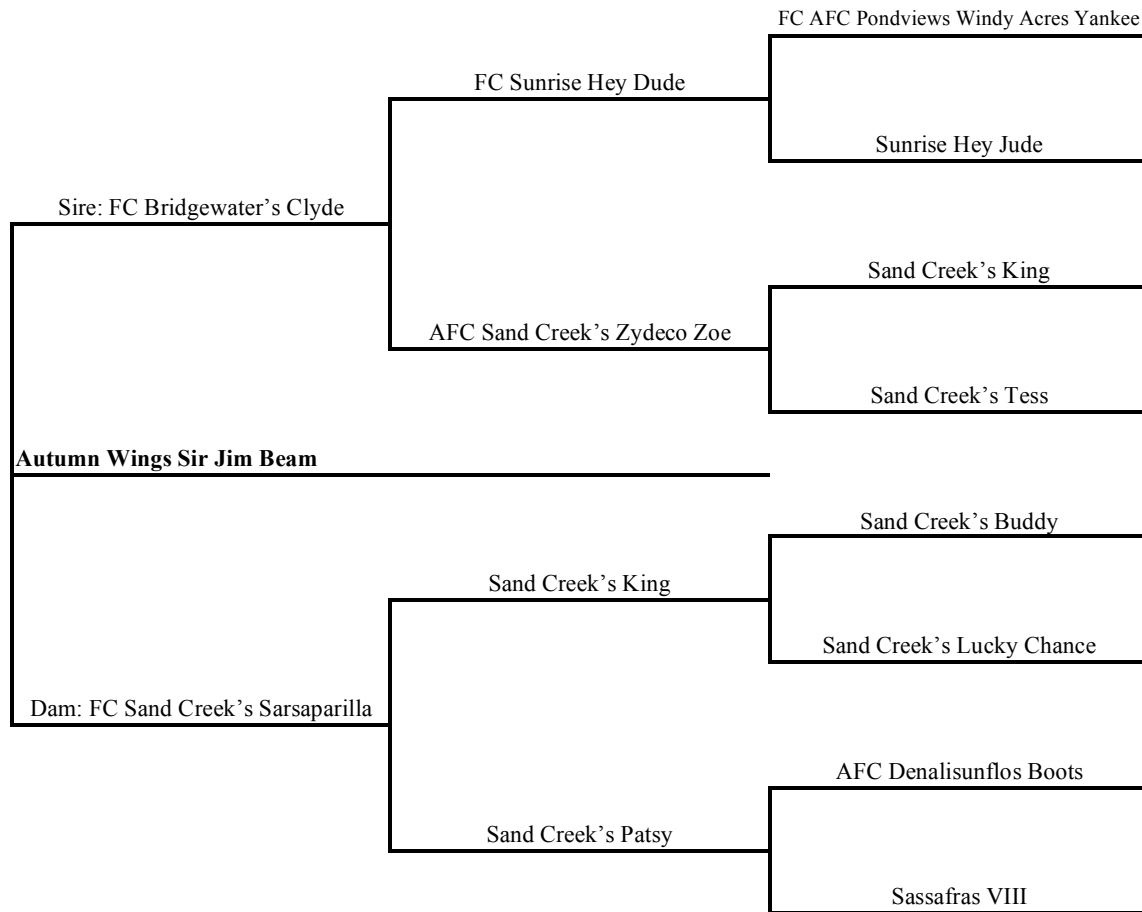 FC AFC Pondviews Windy Acres Yankee
FC Sunrise Hey Dude
Sunrise Hey Jude
Sire: FC Bridgewater’s Clyde
Sand Creek’s King
AFC Sand Creek’s Zydeco Zoe
Sand Creek’s Tess
Autumn Wings Sir Jim Beam
Sand Creek’s Buddy
Sand Creek’s King
Sand Creek’s Lucky Chance
Dam: FC Sand Creek’s Sarsaparilla
AFC Denalisunflos Boots
Sand Creek’s Patsy
Sassafras VIII